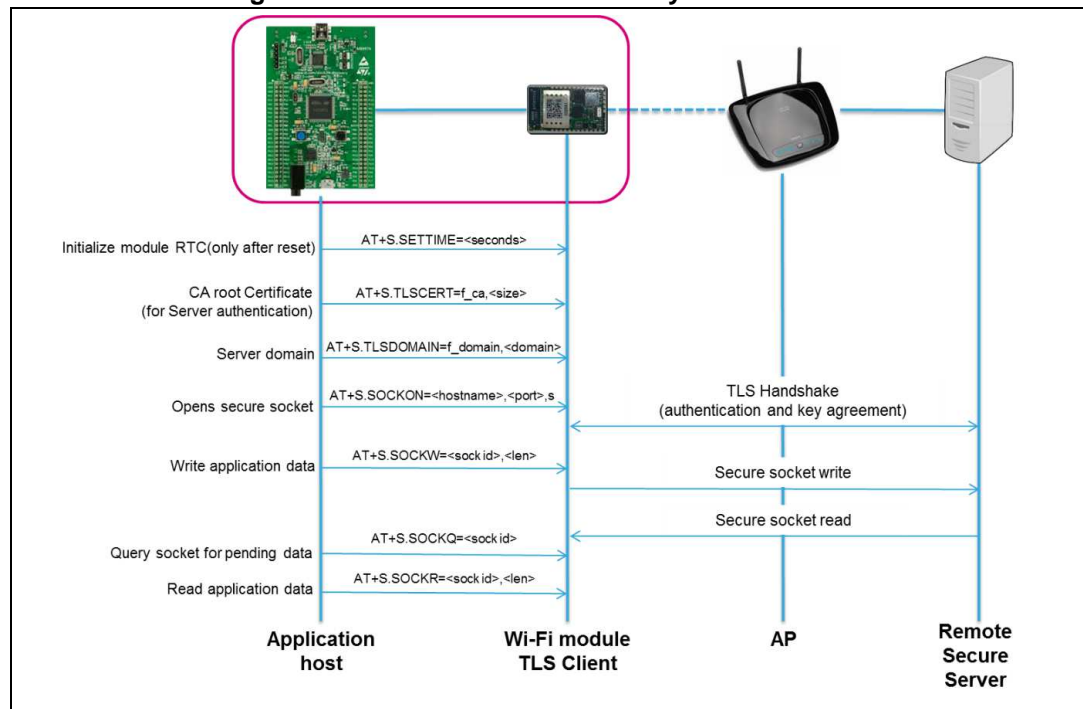 Initialize module RTC(only after reset)
AT+S.SETTIME=<seconds>
CA root Certificate
(for Server authentication)
AT+S.TLSCERT=f_ca,<size>
Server domain
AT+S.TLSDOMAIN=f_domain,<domain>
Opens secure socket
AT+S.SOCKON=<hostname>,<port>,s
TLS Handshake
(authentication and key agreement)
Write application data
AT+S.SOCKW=<sock id>,<len>
Secure socket write
Secure socket read
Query socket for pending data
AT+S.SOCKQ=<sock id>
Read application data
AT+S.SOCKR=<sock id>,<len>
Application
host
Wi-Fi module
TLS Client
AP
Remote
Secure
Server